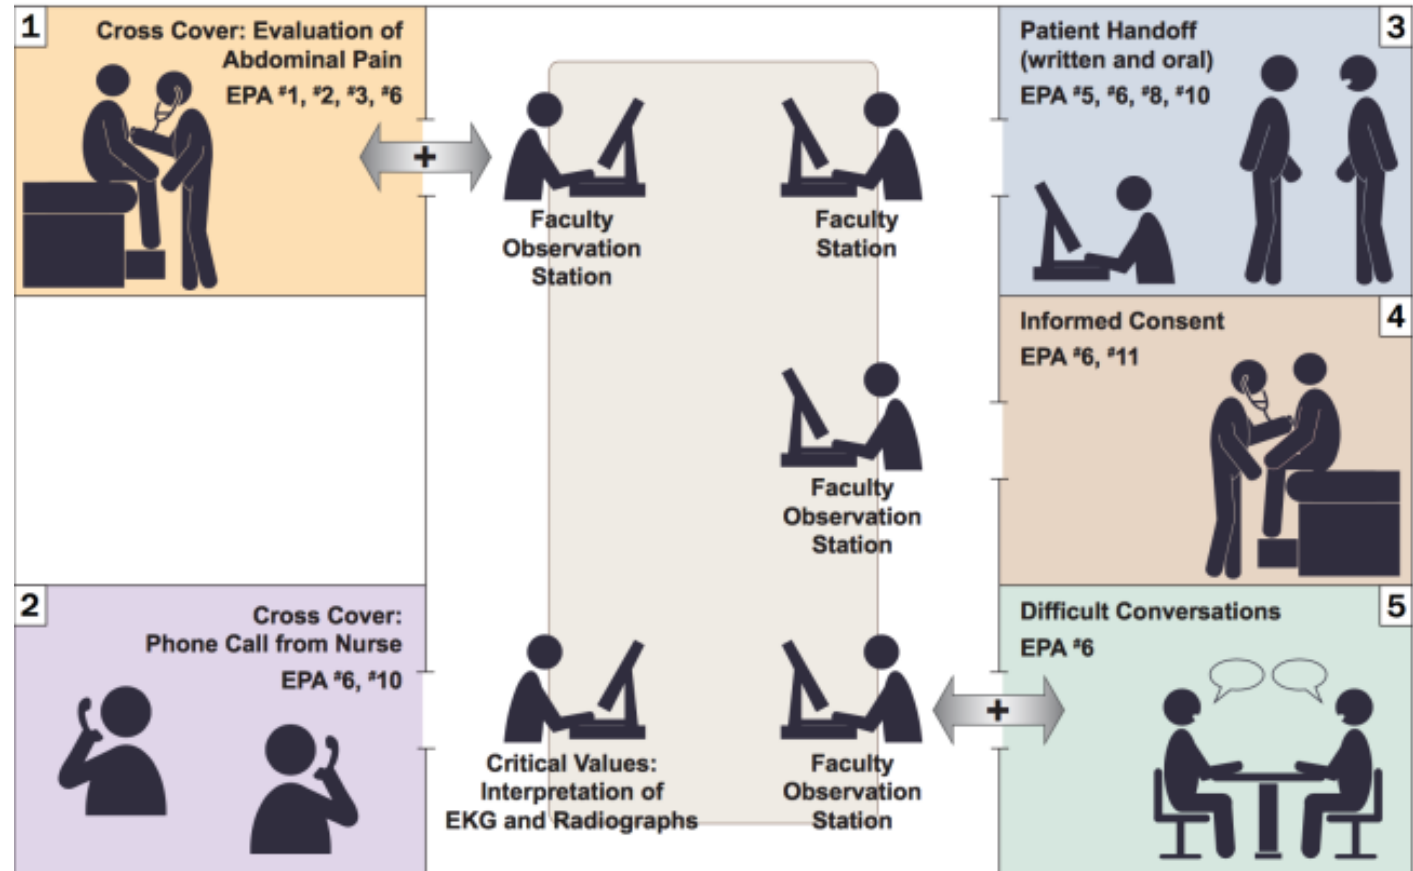 1
Cross Cover: Evaluation of
Abdominal Pain
EPA #1, #2, #3, #6
+
Faculty
Observation
Station
Faculty
Station
3
Patient Handoff
(written and oral)
EPA #5, #6, #8, #10
4
Informed Consent
EPA #6, #11
Faculty
Observation
Station
2
Cross Cover:
Phone Call from Nurse
EPA #6, #10
Critical Values:
Interpretation of
EKG and Radiographs
Faculty
Observation
Station
+
5
Difficult Conversations
EPA #6